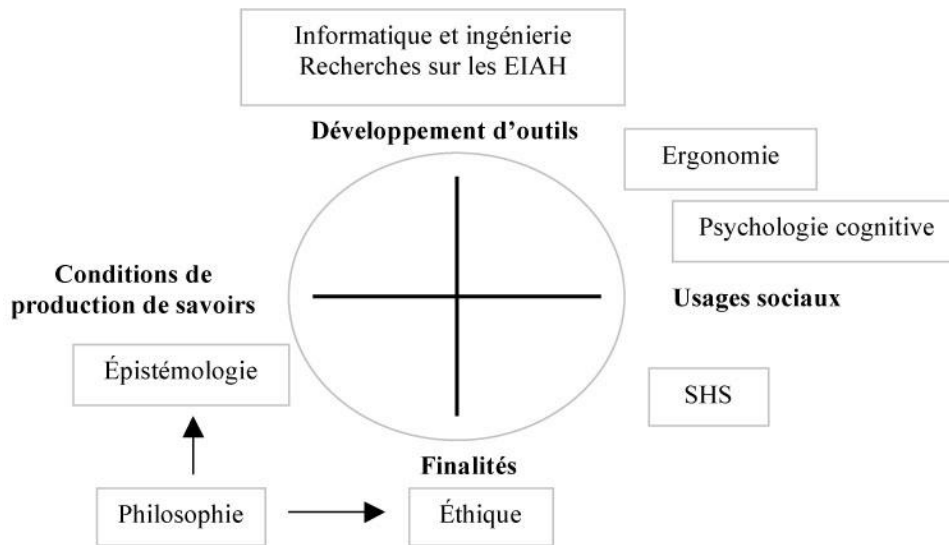 Informatique et ingénierie
Recherches sur les EIAH
Développement d'outils
Ergonomie
Psychologie cognitive
Conditions de
production de savoirs
Usages sociaux
Épistémologie
SHS
Finalités
Philosophie
Éthique